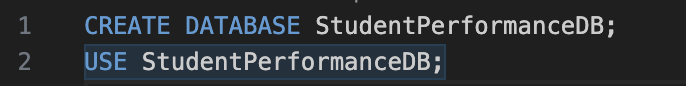 1 CREATE DATABASE StudentPerformanceDB;
2 USE StudentPerformanceDB;